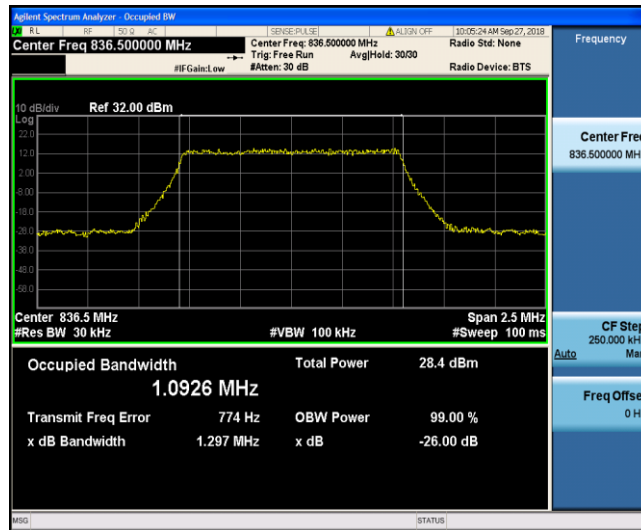 Agilent Spectrum Analyzer - Occupied BW
RL RF 50 Ω AC SENSE:PULSE ALIGN OFF 10:05:24 AM Sep 27, 2018
Center Freq 836.500000 MHz Center Freq: 836.500000 MHz Radio Std: None
Trig: Free Run Avg|Hold: 30/30
#IFGain:Low #Atten: 30 dB Radio Device: BTS
10 dB/div Ref 32.00 dBm
Log
22.0
12.0
2.00
-8.00
-18.0
-28.0
-38.0
-48.0
-58.0
Center 836.5 MHz Span 2.5 MHz
#Res BW 30 kHz #VBW 100 kHz #Sweep 100 ms
Occupied Bandwidth Total Power 28.4 dBm
1.0926 MHz
Transmit Freq Error 774 Hz OBW Power 99.00 %
x dB Bandwidth 1.297 MHz x dB -26.00 dB
MSG STATUS
Frequency
Center Fre
836.500000 MH
CF Step
250.000 kH
Auto Ma
Freq Offse
0 H